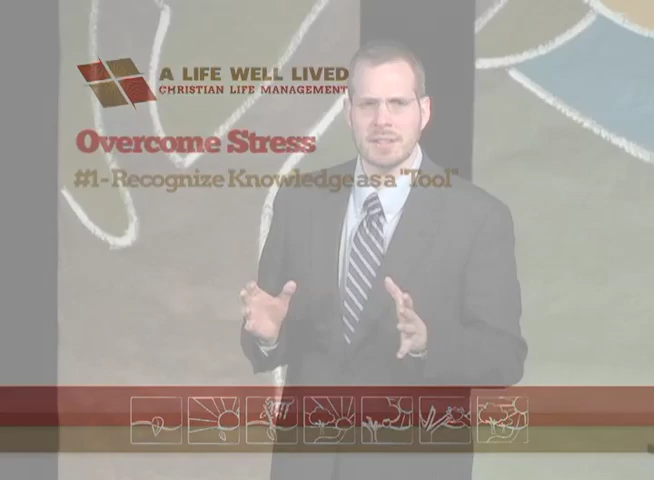 A LIFE WELL LIVED
CHRISTIAN LIFE MANAGEMENT
Overcome Stress
#1-Recognize Knowledge as a "Tool"